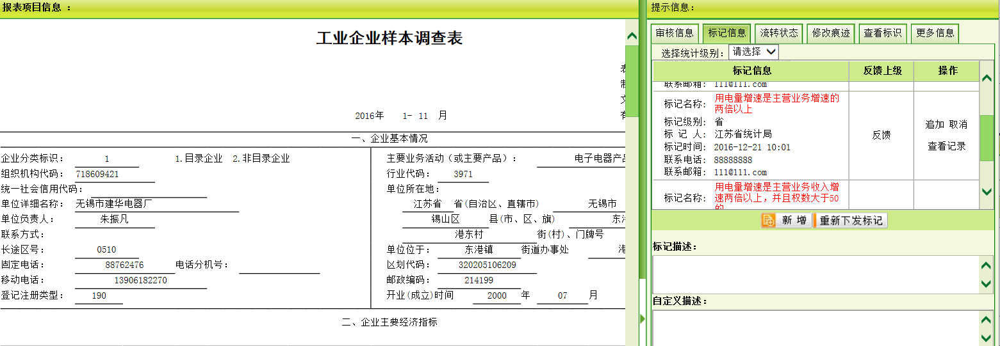 报表项目信息 ：
工业企业样本调查表
2016年 1- 11 月
一、企业基本情况
企业分类标识： 1 1.目录企业 2.非目录企业
组织机构代码： 718609421
统一社会信用代码：
单位详细名称： 无锡市建华电器厂
单位负责人： 朱振凡
联系方式：
长途区号： 0510
固定电话： 88762476 电话分机号：
移动电话： 13906182270
登记注册类型： 190
主要业务活动（或主要产品）： 电子电器产品
行业代码： 3971
单位所在地：
江苏省 省(自治区、直辖市) 无锡市
锡山区 县(市、区、旗) 东港
港东村 街(村)、门牌号
单位位于： 东港镇 街道办事处 港
区划代码： 320205106209
邮政编码： 214199
开业(成立)时间 2000 年 07 月
二、企业主要经济指标
提示信息：
审核信息 标记信息 流转状态 修改痕迹 查看标识 更多信息
选择统计级别： 请选择
标记信息 反馈上级 操作
联系邮箱： 111@111.com
标记名称： 用电量增速是主营业务增速的
两倍以上
标记级别： 省
标 记 人： 江苏省统计局
标记时间： 2016-12-21 10:01
联系电话： 88888888
联系邮箱： 111@111.com
反馈
追加 取消
查看记录
标记名称： 用电量增速是主营业务收入增
速两倍以上，并且权数大于50
的
新 增 重新下发标记
标记描述：
自定义描述：